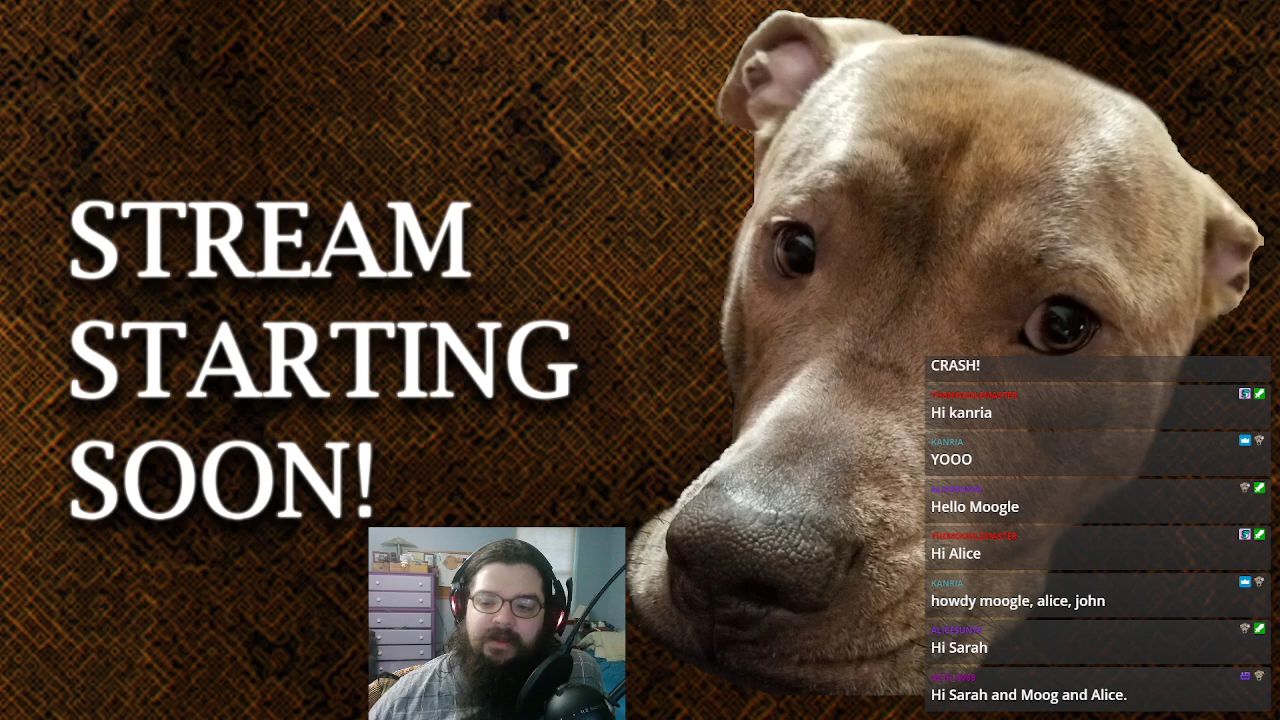 STREAM
STARTING
SOON!
CRASH!
Hi kanria
KANRIA
YOOO
Hello Moogle
Hi Alice
KANRIA
howdy moogle, alice, john
Hi Sarah
Hi Sarah and Moog and Alice.